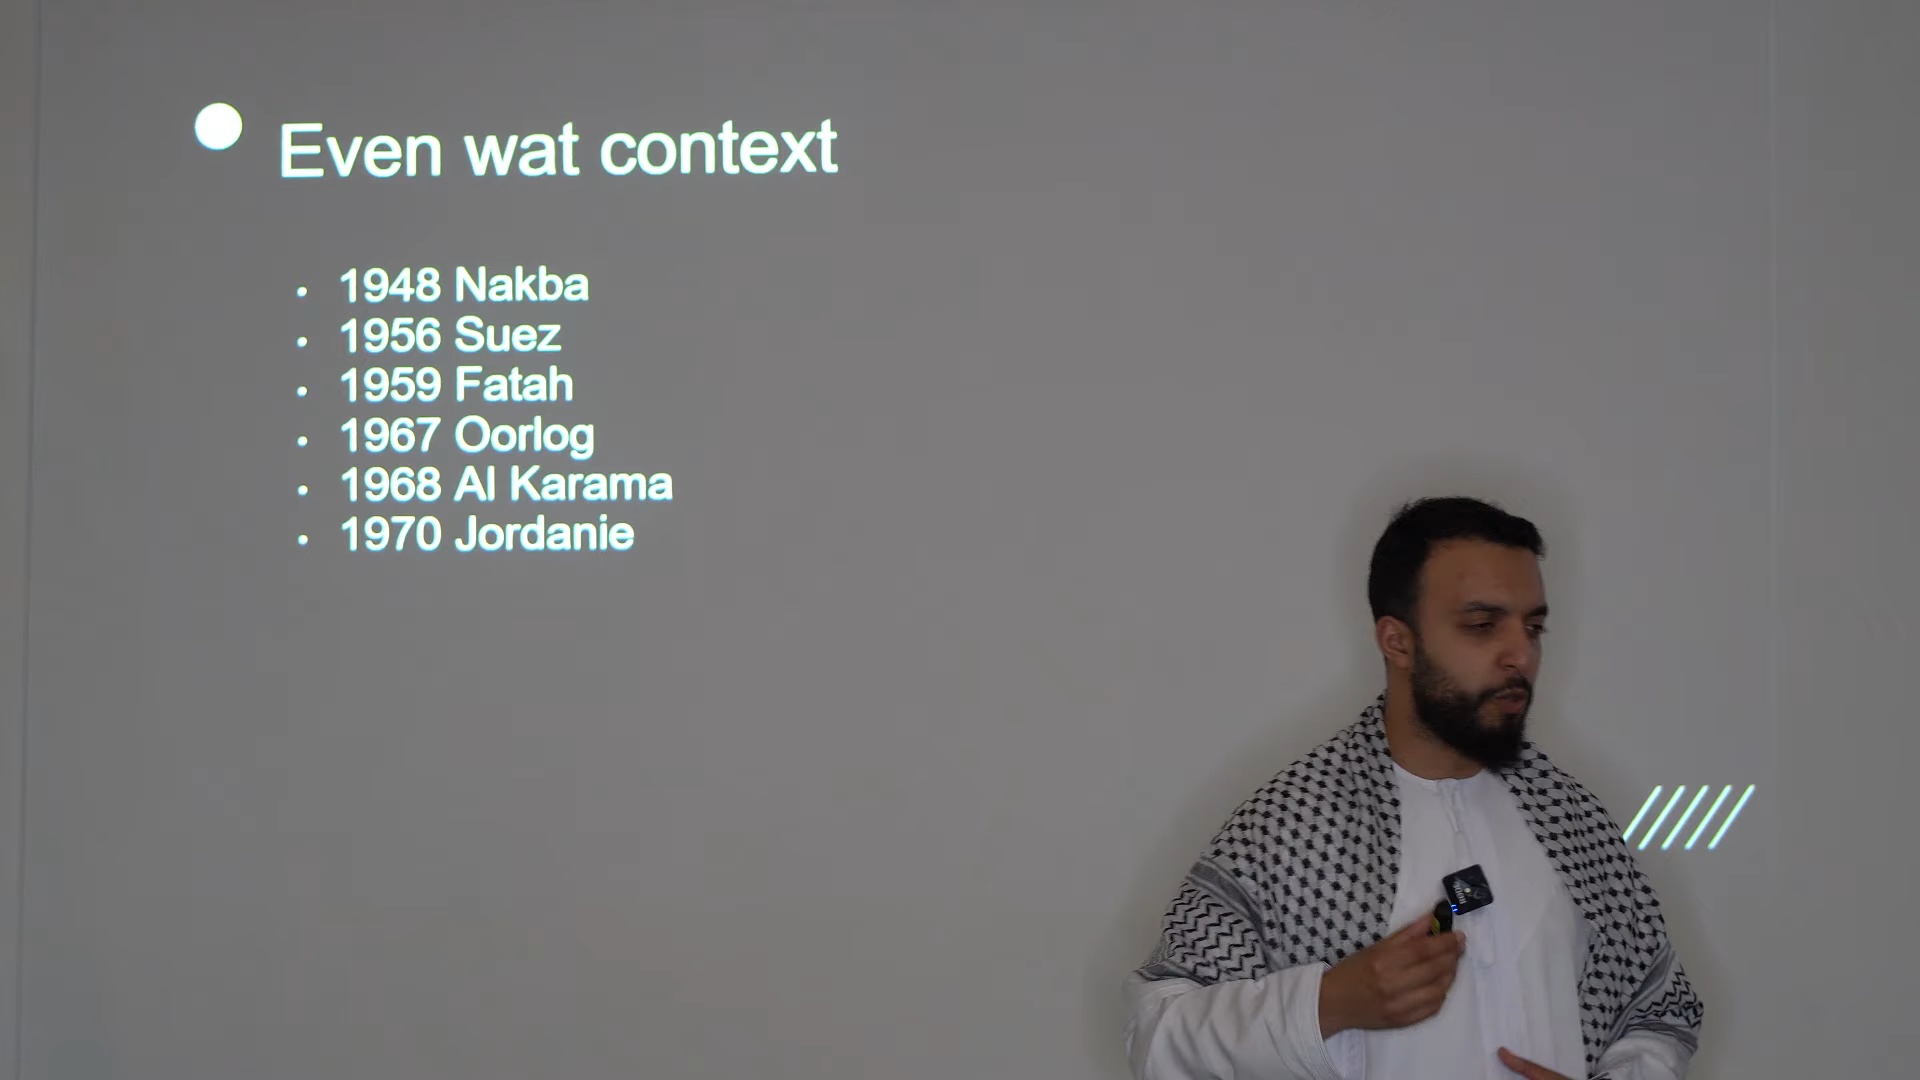 Even wat context
1948 Nakba
1956 Suez
1959 Fatah
1967 Oorlog
1968 Al Karama
1970 Jordanie